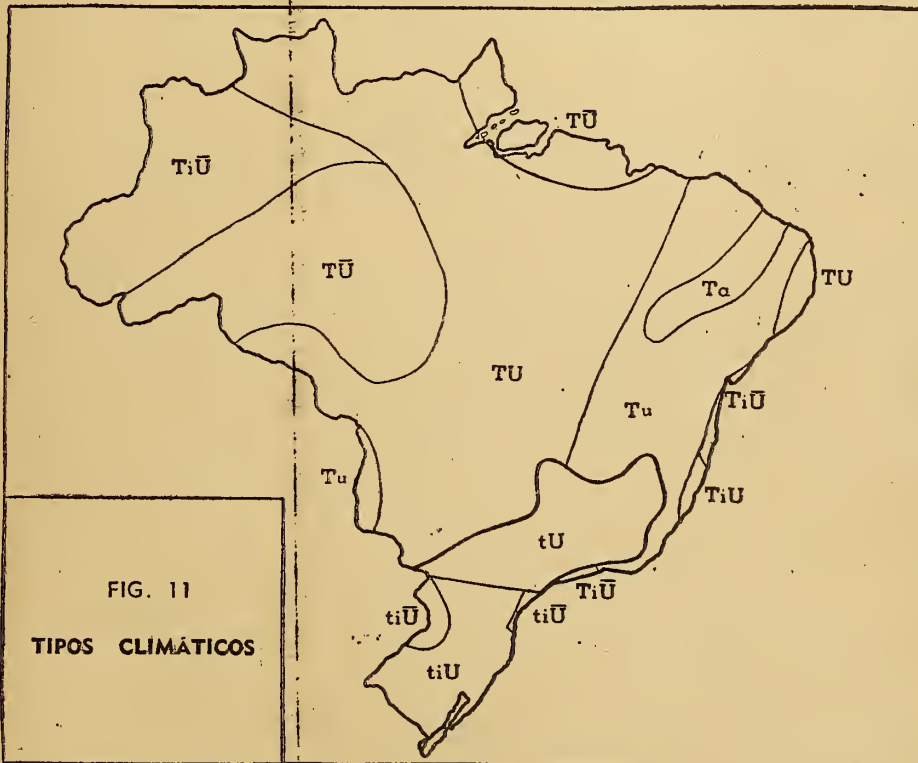 TŪ
TiŪ
TŪ
Ta
TU
TU
Tu
TiŪ
Tu
TiU
tU
TiŪ
tiŪ
tiŪ
tiU
FIG. 11
TIPOS CLIMÁTICOS